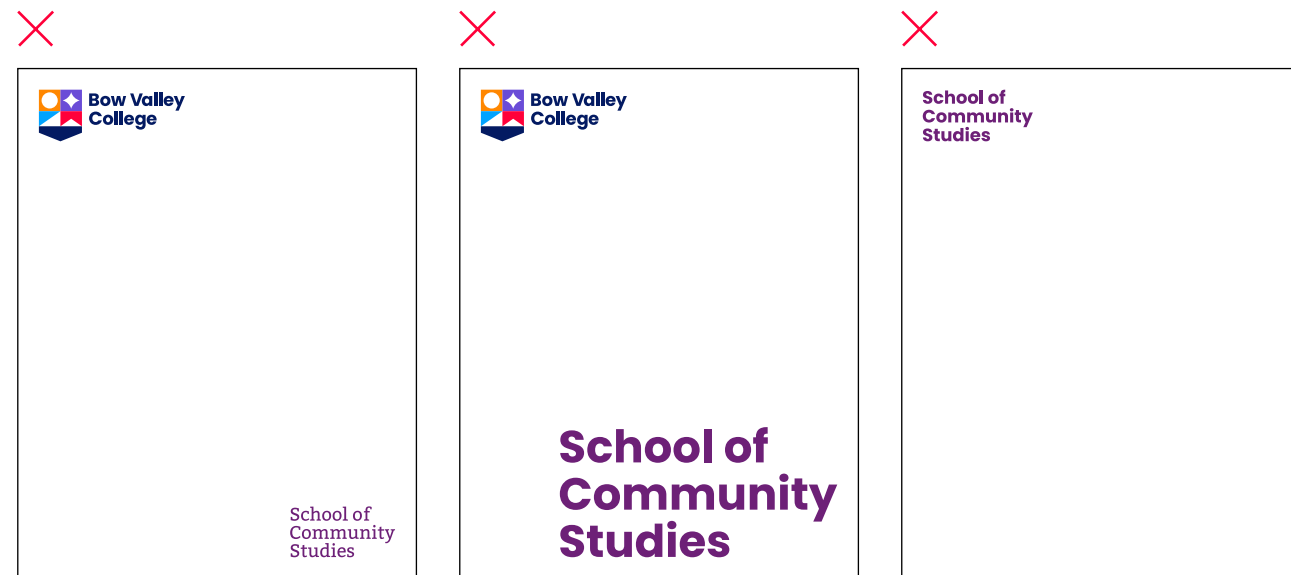 Bow Valley
College
School of
Community
Studies
Bow Valley
College
School of
Community
Studies
School of
Community
Studies